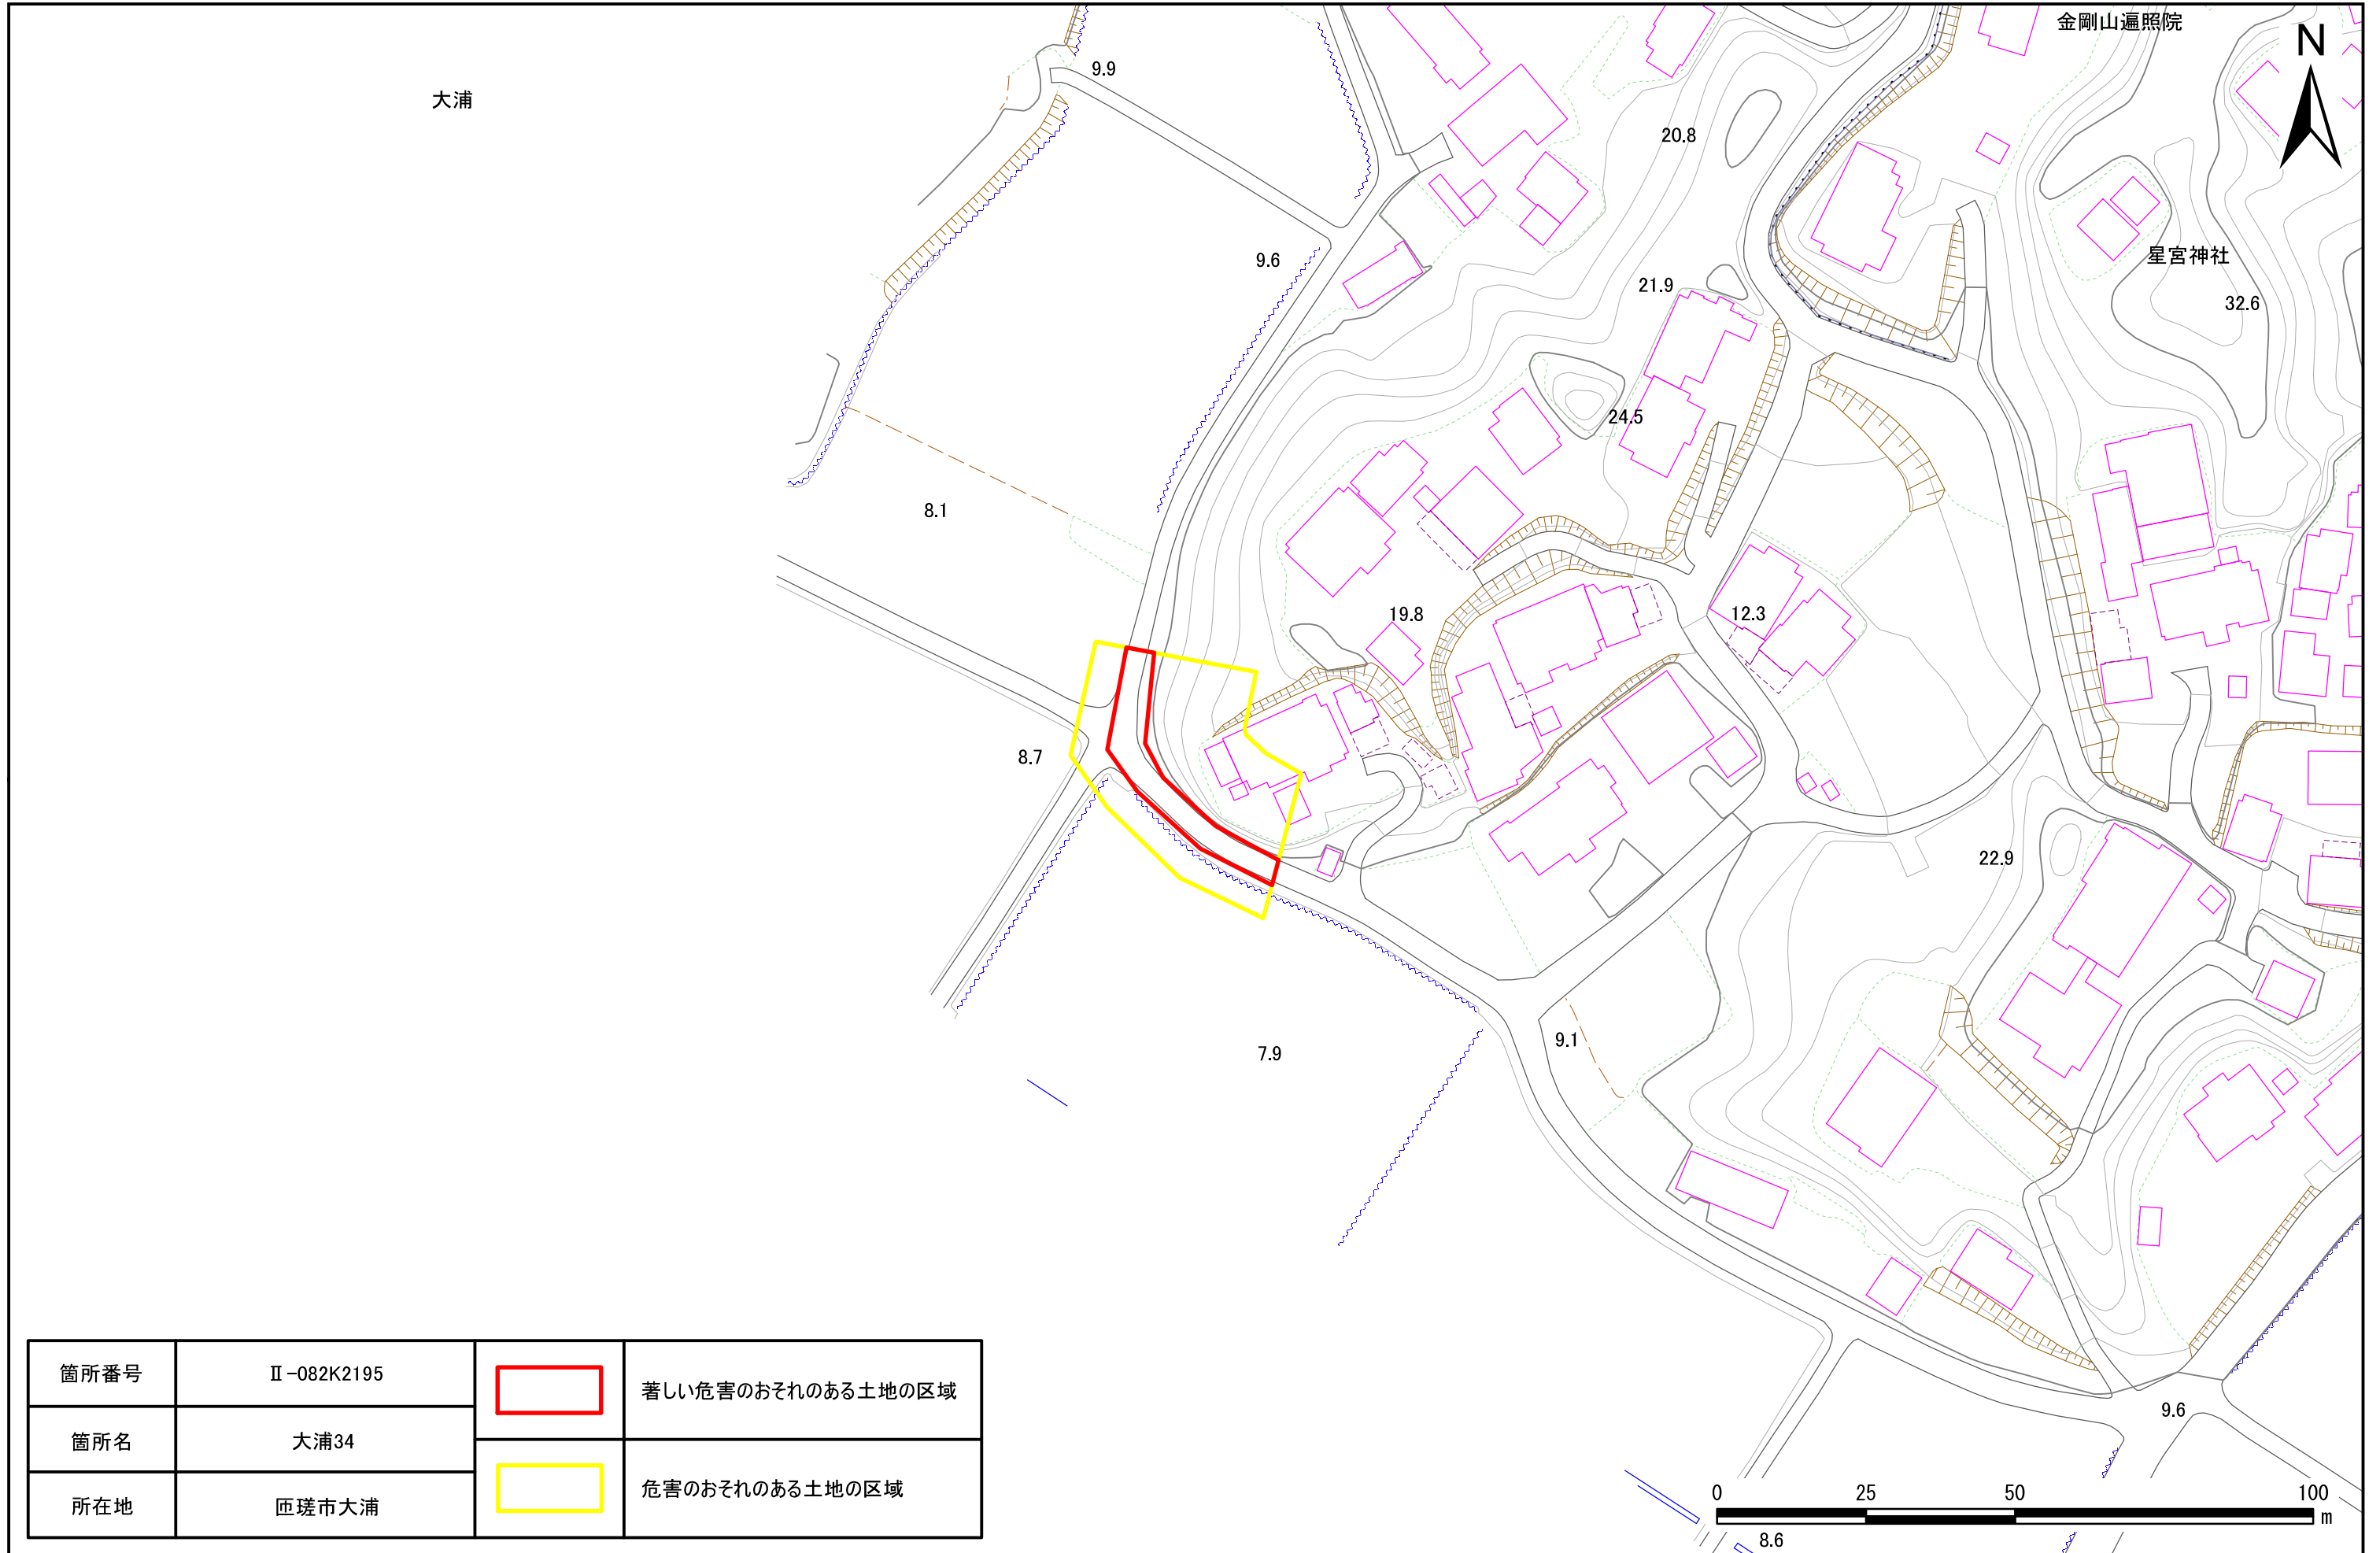 金剛山遍照院
N
9.9
大浦
20.8
星宮神社
9.6
21.9
32.6
24.5
8.1
19.8
12.3
8.7
22.9
9.1
7.9
箇所番号 Ⅱ-082K2195
著しい危害のおそれのある土地の区域
箇所名 大浦34
危害のおそれのある土地の区域
所在地 匝瑳市大浦
9.6
0 25 50 100
m
8.6